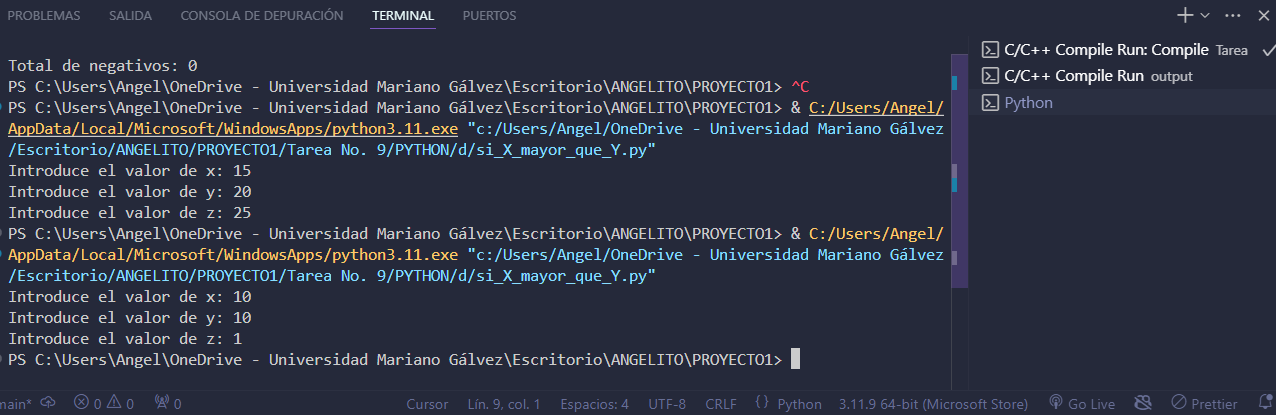 PROBLEMAS SALIDA CONSOLA DE DEPURACIÓN TERMINAL PUERTOS
Total de negativos: 0
PS C:\Users\Angel\OneDrive - Universidad Mariano Gálvez\Escritorio\ANGELITO\PROYECTO1> ^C
PS C:\Users\Angel\OneDrive - Universidad Mariano Gálvez\Escritorio\ANGELITO\PROYECTO1> & C:/Users/Angel/
AppData/Local/Microsoft/WindowsApps/python3.11.exe "c:/Users/Angel/OneDrive - Universidad Mariano Gálvez
/Escritorio/ANGELITO/PROYECTO1/Tarea No. 9/PYTHON/d/si_X_mayor_que_Y.py"
Introduce el valor de x: 15
Introduce el valor de y: 20
Introduce el valor de z: 25
PS C:\Users\Angel\OneDrive - Universidad Mariano Gálvez\Escritorio\ANGELITO\PROYECTO1> & C:/Users/Angel/
AppData/Local/Microsoft/WindowsApps/python3.11.exe "c:/Users/Angel/OneDrive - Universidad Mariano Gálvez
/Escritorio/ANGELITO/PROYECTO1/Tarea No. 9/PYTHON/d/si_X_mayor_que_Y.py"
Introduce el valor de x: 10
Introduce el valor de y: 10
Introduce el valor de z: 1
PS C:\Users\Angel\OneDrive - Universidad Mariano Gálvez\Escritorio\ANGELITO\PROYECTO1>
C/C++ Compile Run: Compile Tarea
C/C++ Compile Run output
Python
main* 0 0 0 Cursor Lín. 9, col. 1 Espacios: 4 UTF-8 CRLF {} Python 3.11.9 64-bit (Microsoft Store) Go Live Prettier